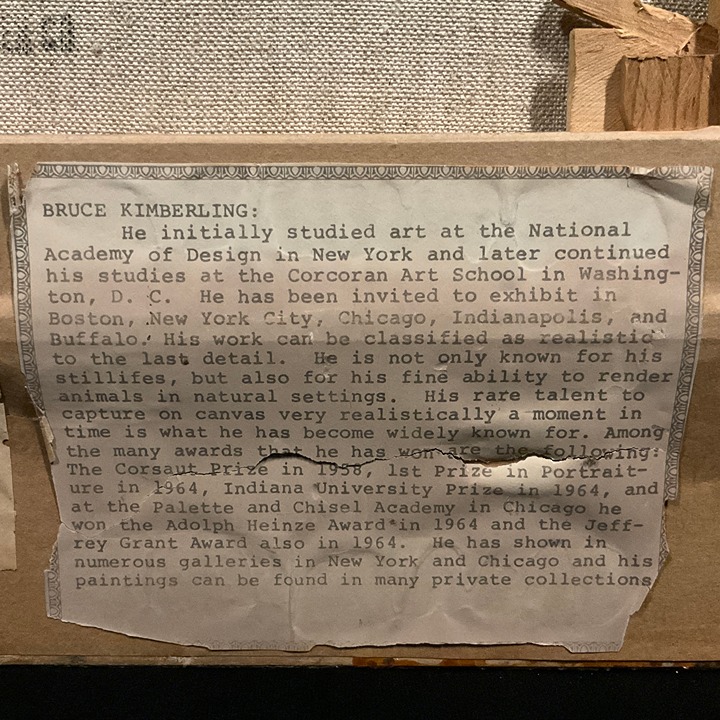 BRUCE KIMBERLING:
He initially studied art at the National
Academy of Design in New York and later continued
his studies at the Corcoran Art School in Washing-
ton, D. C.  He has been invited to exhibit in
Boston, New York City, Chicago, Indianapolis, and
Buffalo. His work can be classified as realistic
to the last detail.  He is not only known for his
stillifes, but also for his fine ability to render
animals in natural settings.  His rare talent to
capture on canvas very realistically a moment in
time is what he has become widely known for. Among
the many awards that he has won are the following:
The Corsaut Prize in 1958, lst Prize in Portrait-
ure in 1964, Indiana University Prize in 1964, and
at the Palette and Chisel Academy in Chicago he
won the Adolph Heinze Award in 1964 and the Jeff-
rey Grant Award also in 1964.  He has shown in
numerous galleries in New York and Chicago and his
paintings can be found in many private collections